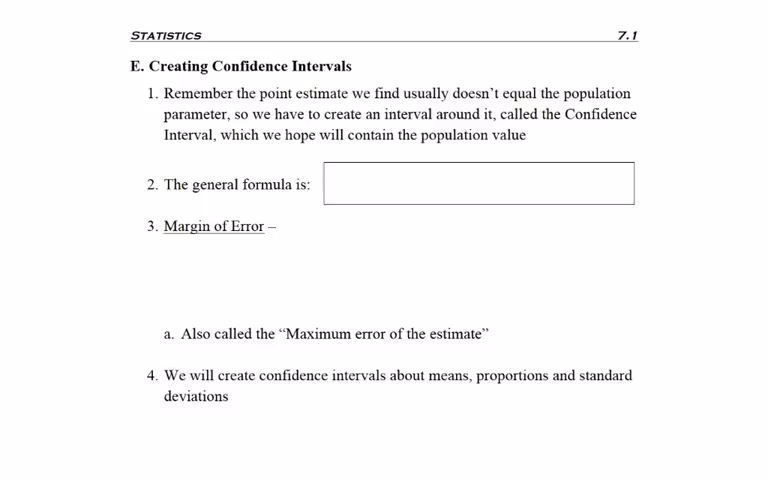 STATISTICS 7.1
E. Creating Confidence Intervals
1. Remember the point estimate we find usually doesn’t equal the population
parameter, so we have to create an interval around it, called the Confidence
Interval, which we hope will contain the population value
2. The general formula is:
3. Margin of Error –
a. Also called the “Maximum error of the estimate”
4. We will create confidence intervals about means, proportions and standard
deviations